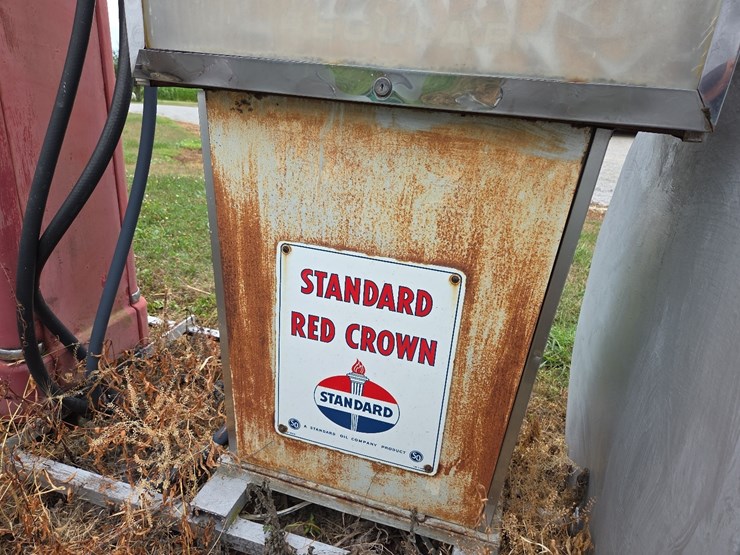 STANDARD
RED CROWN
STANDARD
A STANDARD OIL COMPANY PRODUCT